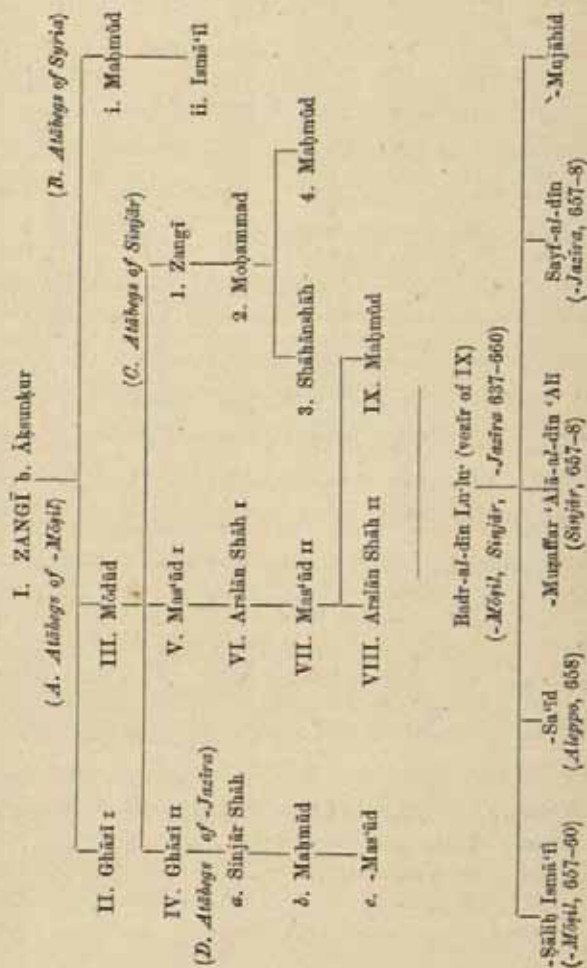 I. ZANGĪ b. Āḳsunḳur
(A. Atābegs of -Mōṣil)
(B. Atābegs of Syria)
II. Ghāzī I
III. Mōdūd
i. Maḥmūd
(C. Atābegs of Sinjār)
ii. Ismā‘īl
IV. Ghāzī II
V. Mas‘ūd I
1. Zangī
(D. Atābegs of -Jazīra)
a. Sinjār Shāh
VI. Arslān Shāh I
2. Moḥammad
b. Maḥmūd
VII. Mas‘ūd II
3. Shāhānshāh
4. Maḥmūd
c. -Mas‘ūd
VIII. Arslān Shāh II
IX. Maḥmūd
Badr-al-dīn Lu·lu· (vezīr of IX)
(-Mōṣil, Sinjār, -Jazīra 637–660)
-Ṣāliḥ Ismā‘īl
(-Mōṣil, 657–60)
-Sa‘īd
(Aleppo, 658)
-Muẓaffar ‘Alā-al-dīn ‘Alī
(Sinjār, 657–8)
Sayf-al-dīn
(-Jazīra, 657–8)
-Mujāhid